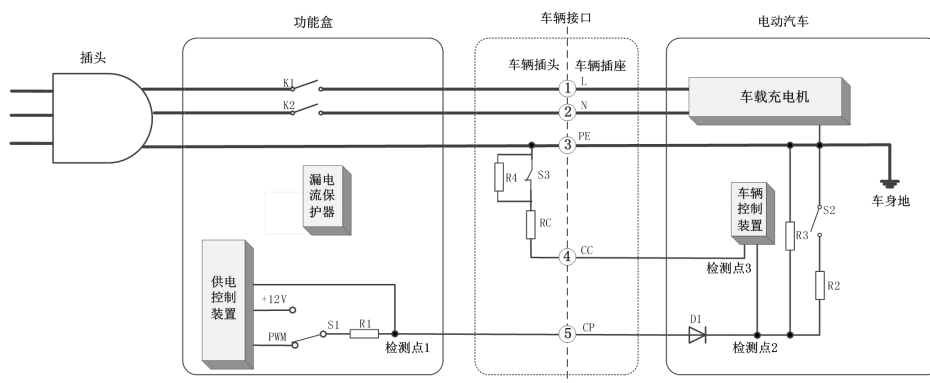 功能盒
车辆接口
电动汽车
插头
车辆插头
车辆插座
K1
1
L
车载充电机
K2
2
N
3
PE
漏电
流保
护器
R4
S3
车辆
控制
装置
车身地
S2
R3
RC
4
CC
检测点3
供电
控制
装置
+12V
R2
PWM
S1
R1
5
CP
D1
检测点1
检测点2